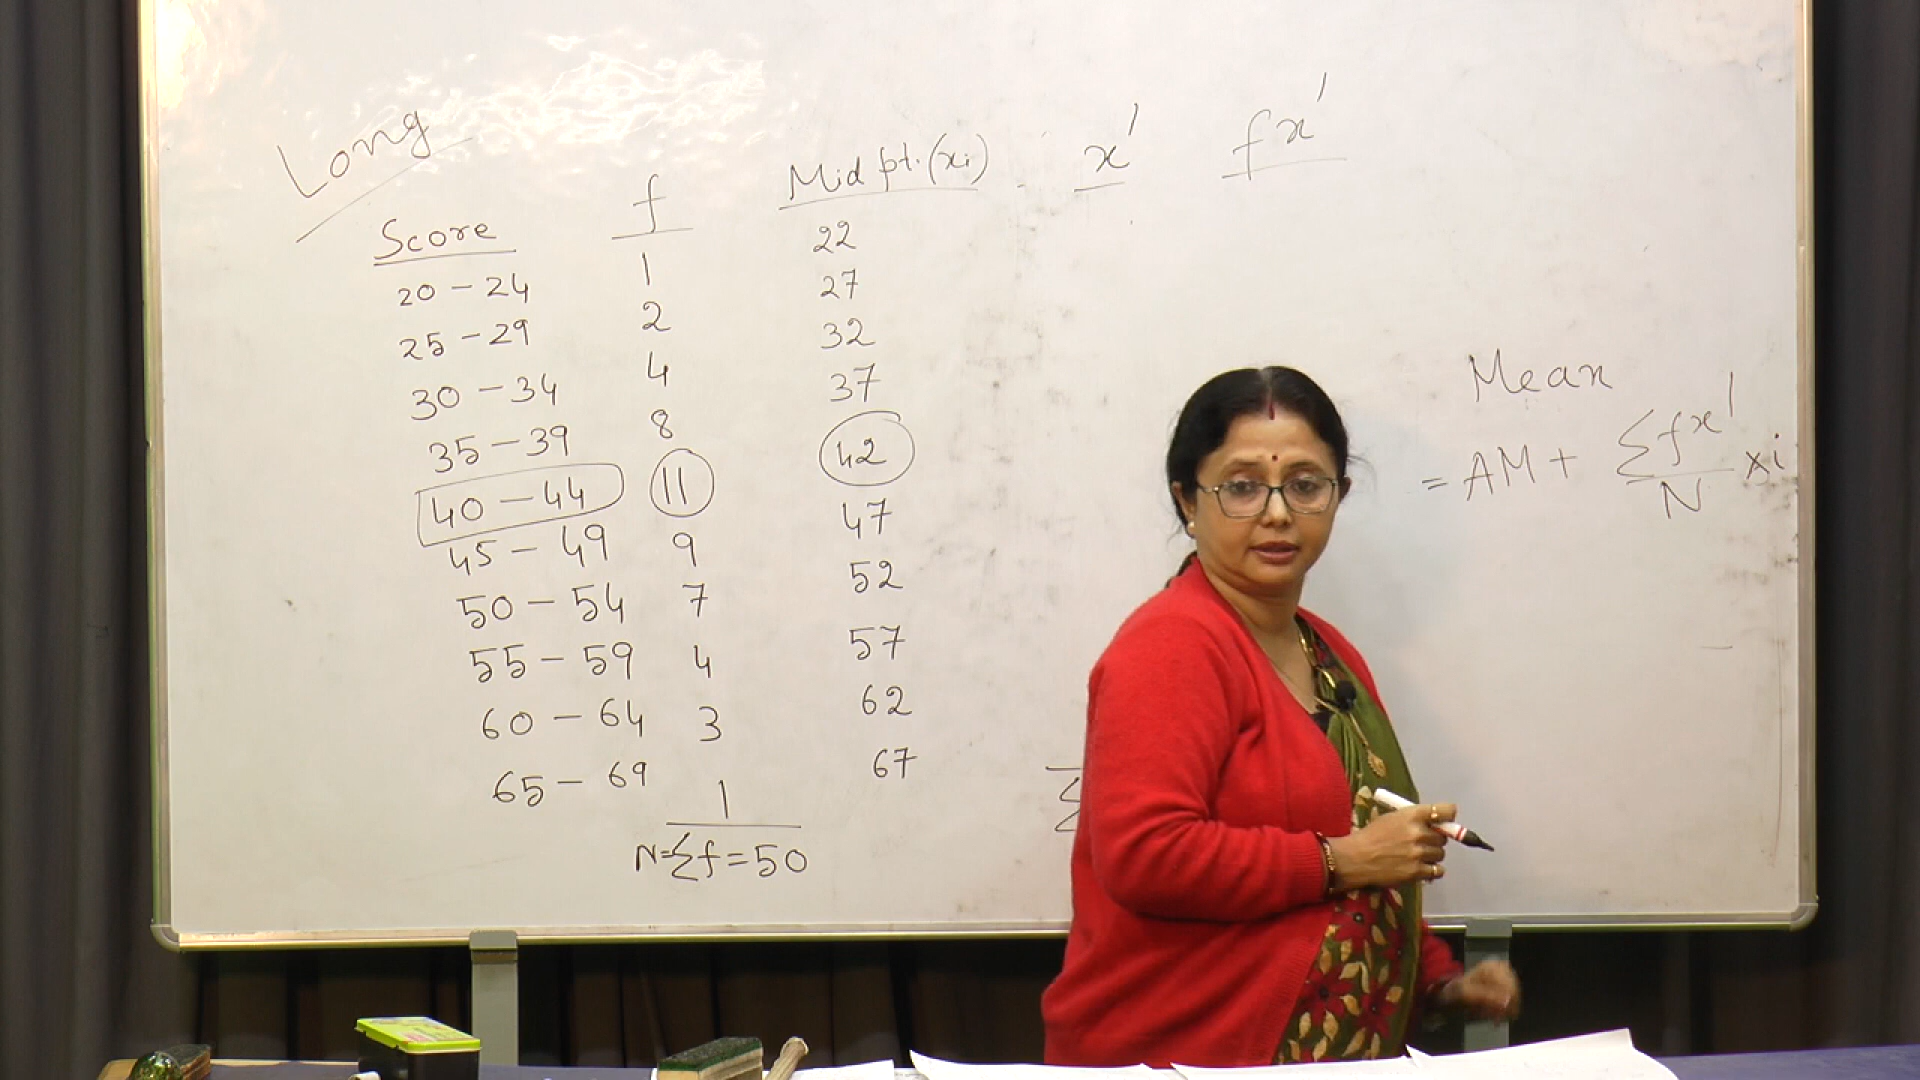 Long
Score f Mid pt. (xi) x' fx'
20 - 24 1 22
25 - 29 2 27
30 - 34 4 32
35 - 39 8 37
40 - 44 11 42
45 - 49 9 47
50 - 54 7 52
55 - 59 4 57
60 - 64 3 62
65 - 69 1 67
N=Σf=50
Σ
Mean
= AM + Σfx'/N × i